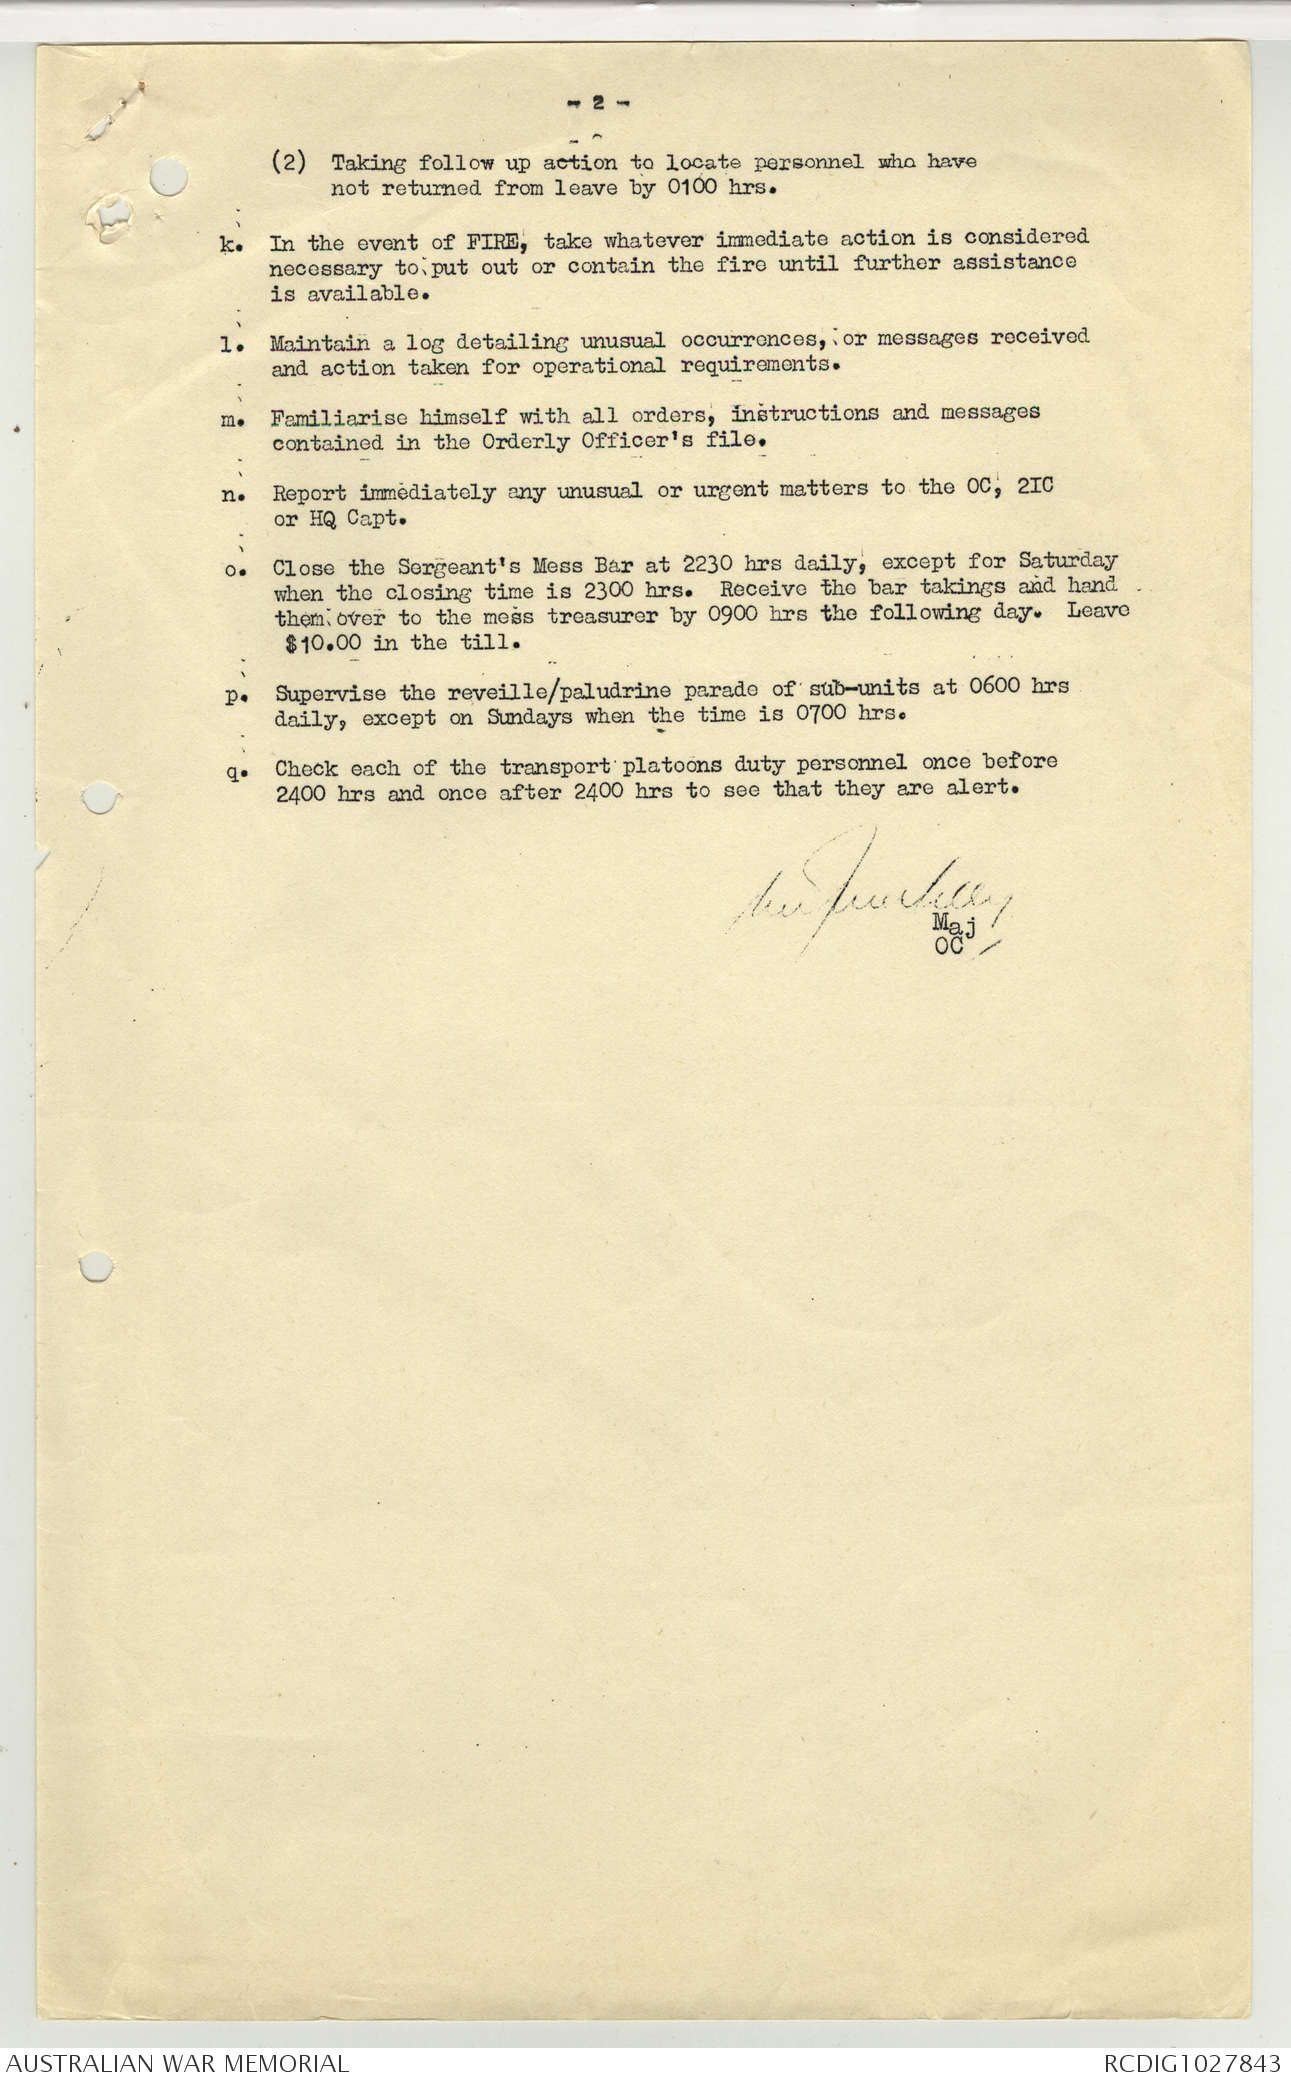 - 2 -
(2) Taking follow up action to locate personnel who have
not returned from leave by 0100 hrs.
k. In the event of FIRE, take whatever immediate action is considered
necessary to put out or contain the fire until further assistance
is available.
l. Maintain a log detailing unusual occurrences, or messages received
and action taken for operational requirements.
m. Familiarise himself with all orders, instructions and messages
contained in the Orderly Officer's file.
n. Report immediately any unusual or urgent matters to the OC, 2IC
or HQ Capt.
o. Close the Sergeant's Mess Bar at 2230 hrs daily, except for Saturday
when the closing time is 2300 hrs. Receive the bar takings and hand
them over to the mess treasurer by 0900 hrs the following day. Leave
$10.00 in the till.
p. Supervise the reveille/paludrine parade of sub-units at 0600 hrs
daily, except on Sundays when the time is 0700 hrs.
q. Check each of the transport platoons duty personnel once before
2400 hrs and once after 2400 hrs to see that they are alert.
Maj
OC
AUSTRALIAN WAR MEMORIAL
RCDIG1027843